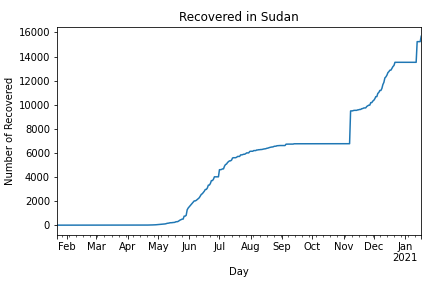 Recovered in Sudan
Number of Recovered
16000
14000
12000
10000
8000
6000
4000
2000
0
Feb Mar Apr May Jun Jul Aug Sep Oct Nov Dec Jan
2021
Day